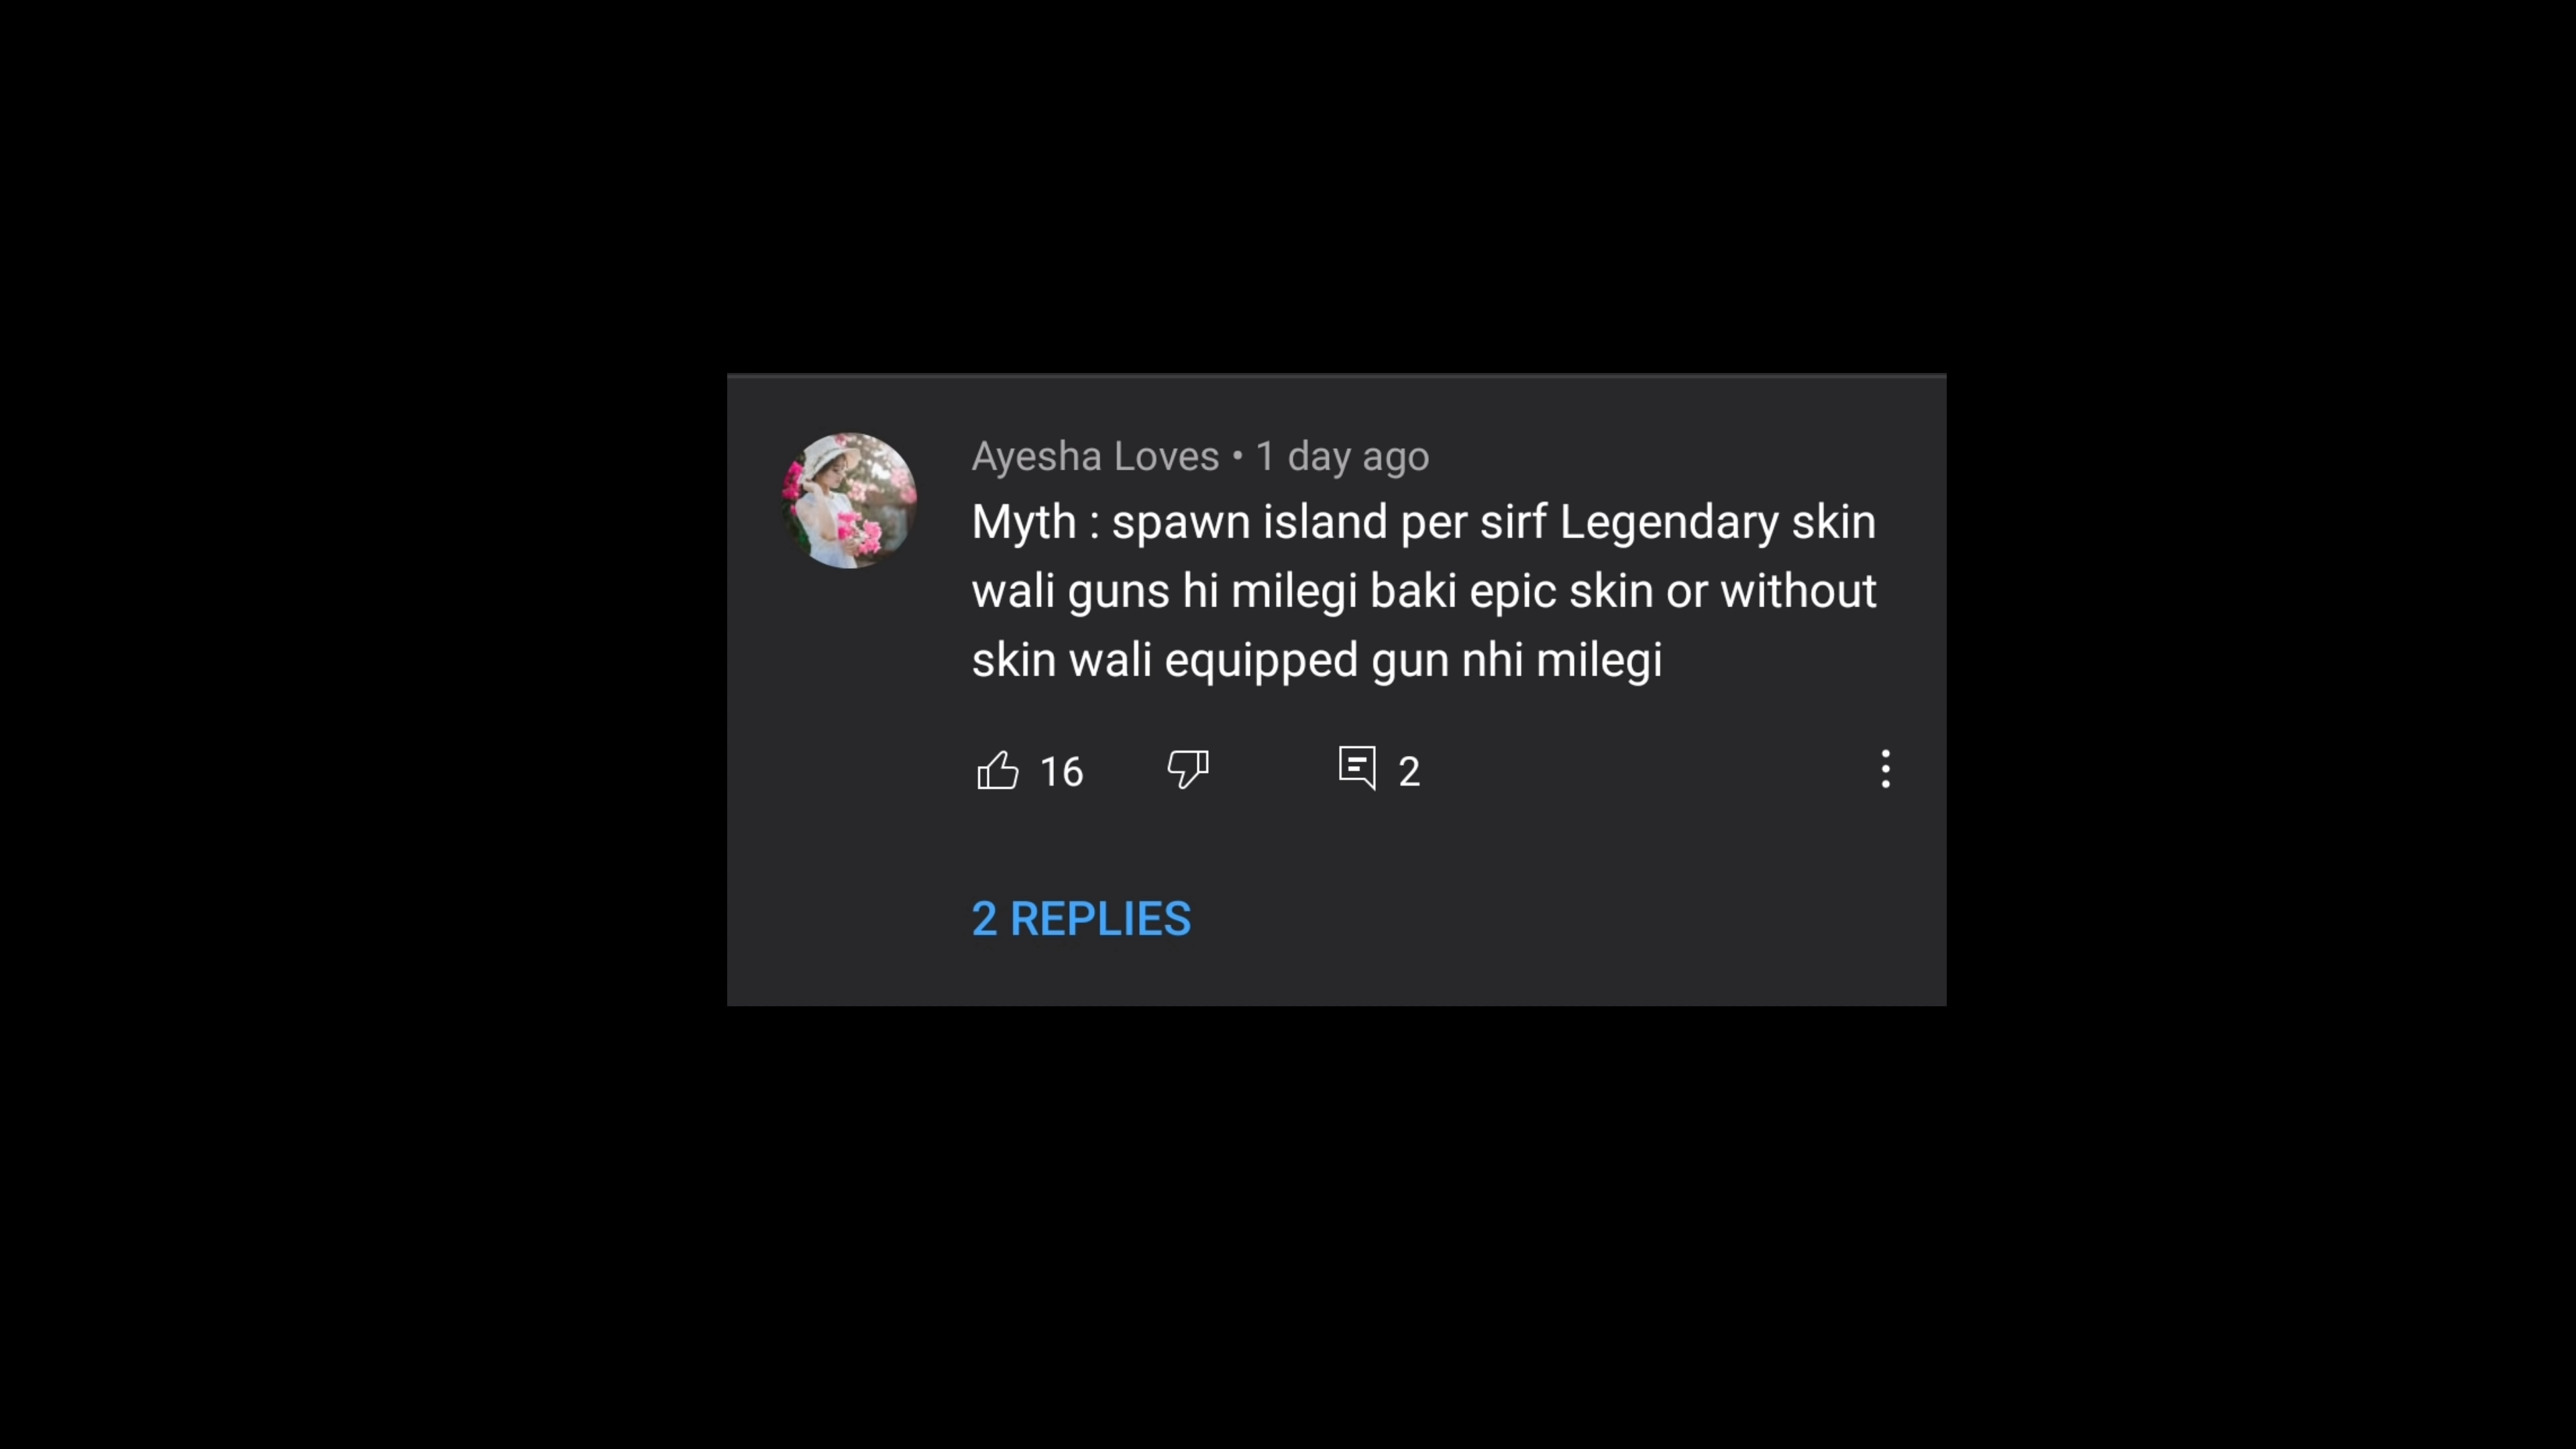 Ayesha Loves • 1 day ago
Myth : spawn island per sirf Legendary skin
wali guns hi milegi baki epic skin or without
skin wali equipped gun nhi milegi
16
2
2 REPLIES